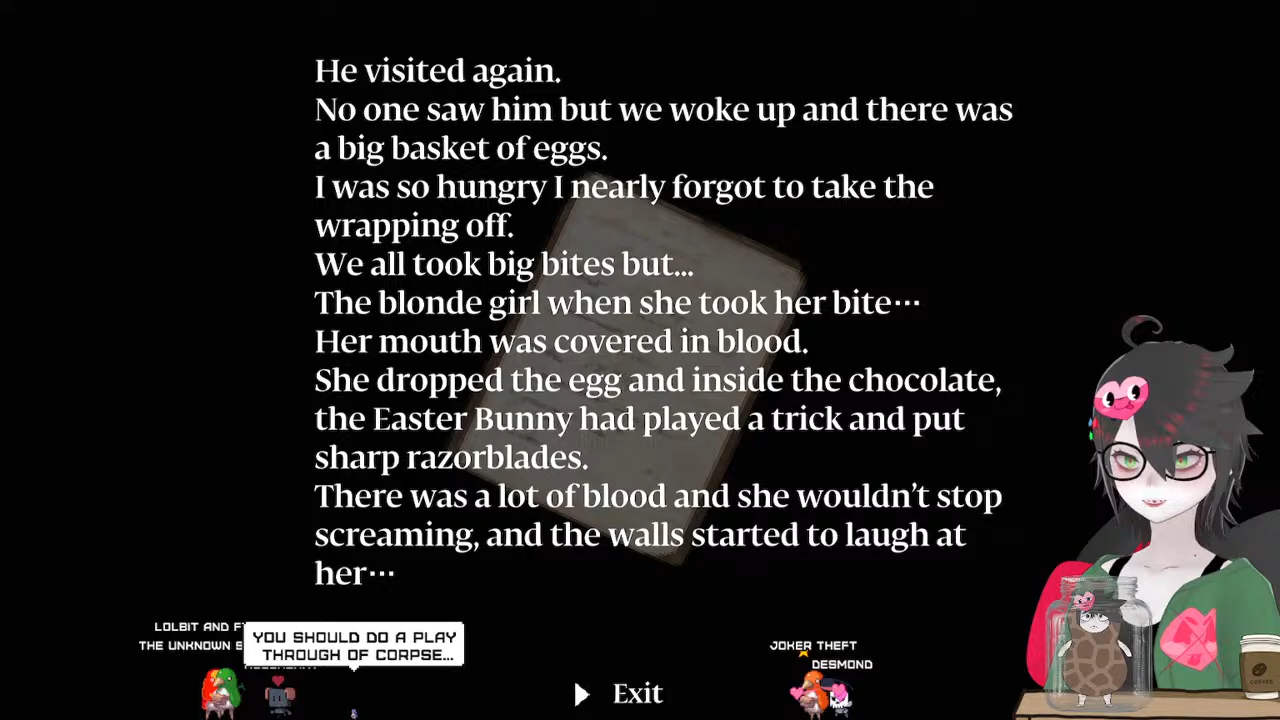 He visited again.
No one saw him but we woke up and there was
a big basket of eggs.
I was so hungry I nearly forgot to take the
wrapping off.
We all took big bites but...
The blonde girl when she took her bite···
Her mouth was covered in blood.
She dropped the egg and inside the chocolate,
the Easter Bunny had played a trick and put
sharp razorblades.
There was a lot of blood and she wouldn't stop
screaming, and the walls started to laugh at
her···
LOLBIT AND
THE UNKNOWN
YOU SHOULD DO A PLAY
THROUGH OF CORPSE...
JOKER THEFT
DESMOND
Exit